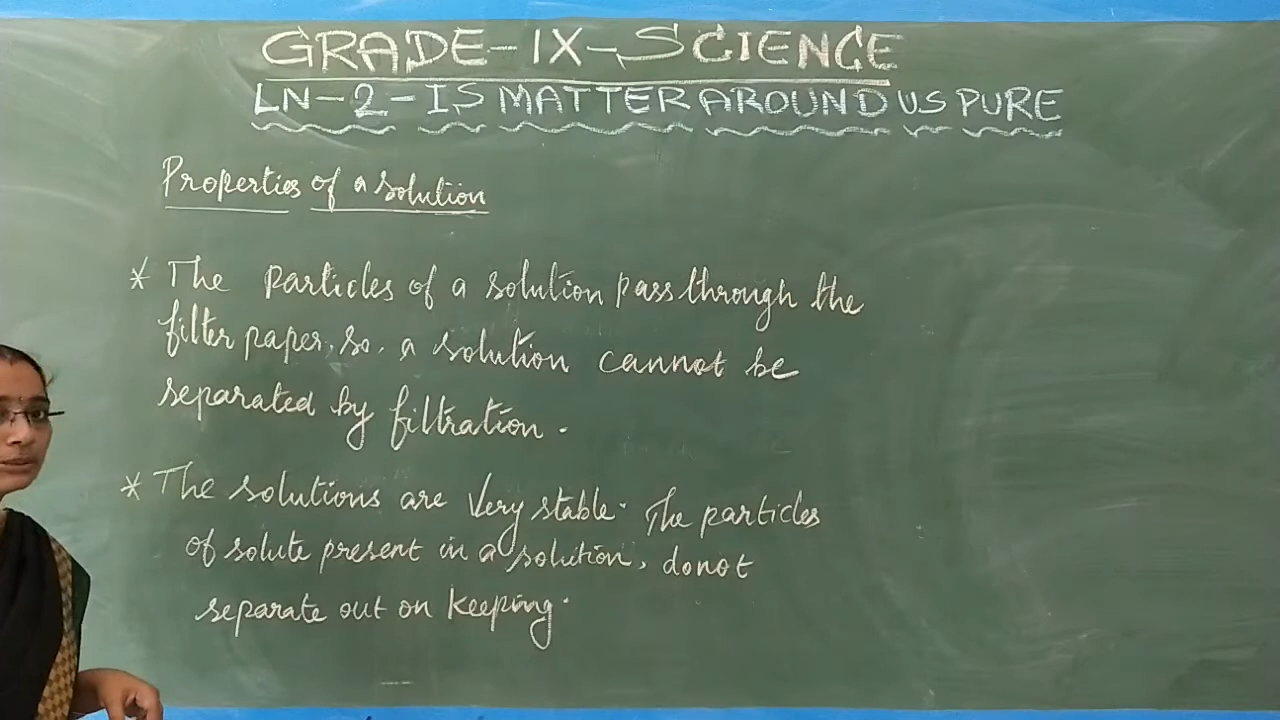 GRADE-IX-SCIENCE
LN-2-IS MATTER AROUND US PURE
Properties of a solution
* The particles of a solution pass through the
filter paper. so, a solution cannot be
separated by filtration.
* The solutions are very stable. The particles
of solute present in a solution, donot
separate out on keeping.